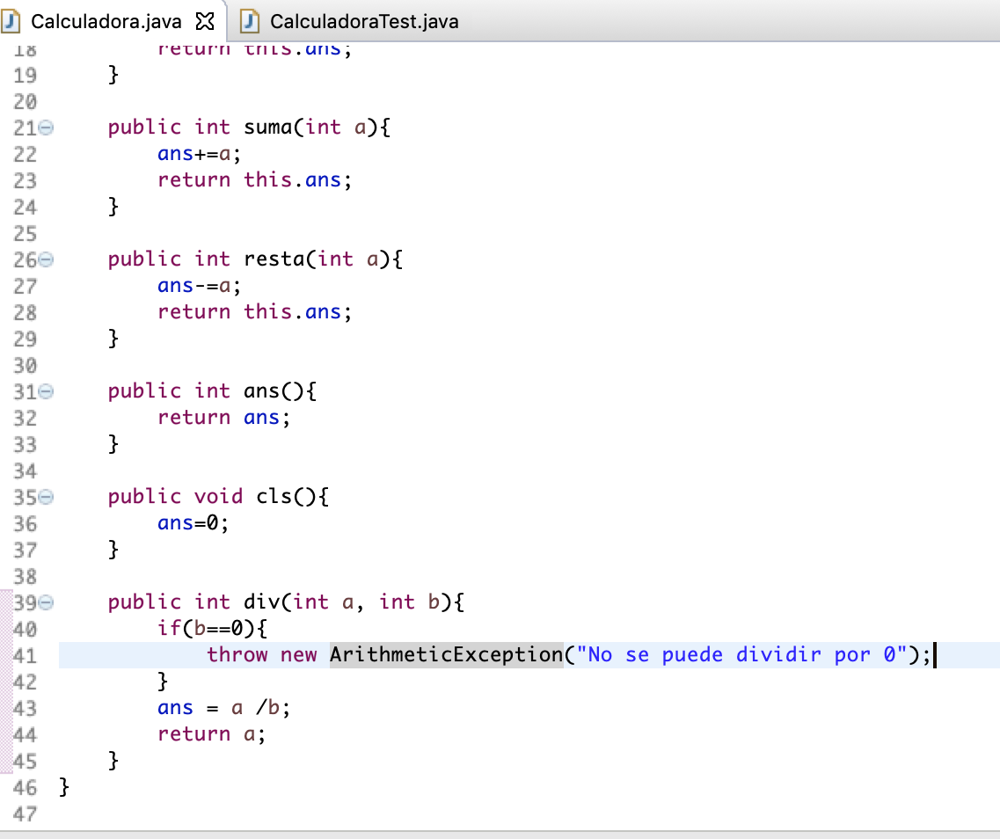 Calculadora.java CalculadoraTest.java
18 return this.ans;
19 }
20
21 public int suma(int a){
22 ans+=a;
23 return this.ans;
24 }
25
26 public int resta(int a){
27 ans-=a;
28 return this.ans;
29 }
30
31 public int ans(){
32 return ans;
33 }
34
35 public void cls(){
36 ans=0;
37 }
38
39 public int div(int a, int b){
40 if(b==0){
41 throw new ArithmeticException("No se puede dividir por 0");
42 }
43 ans = a /b;
44 return a;
45 }
46 }
47